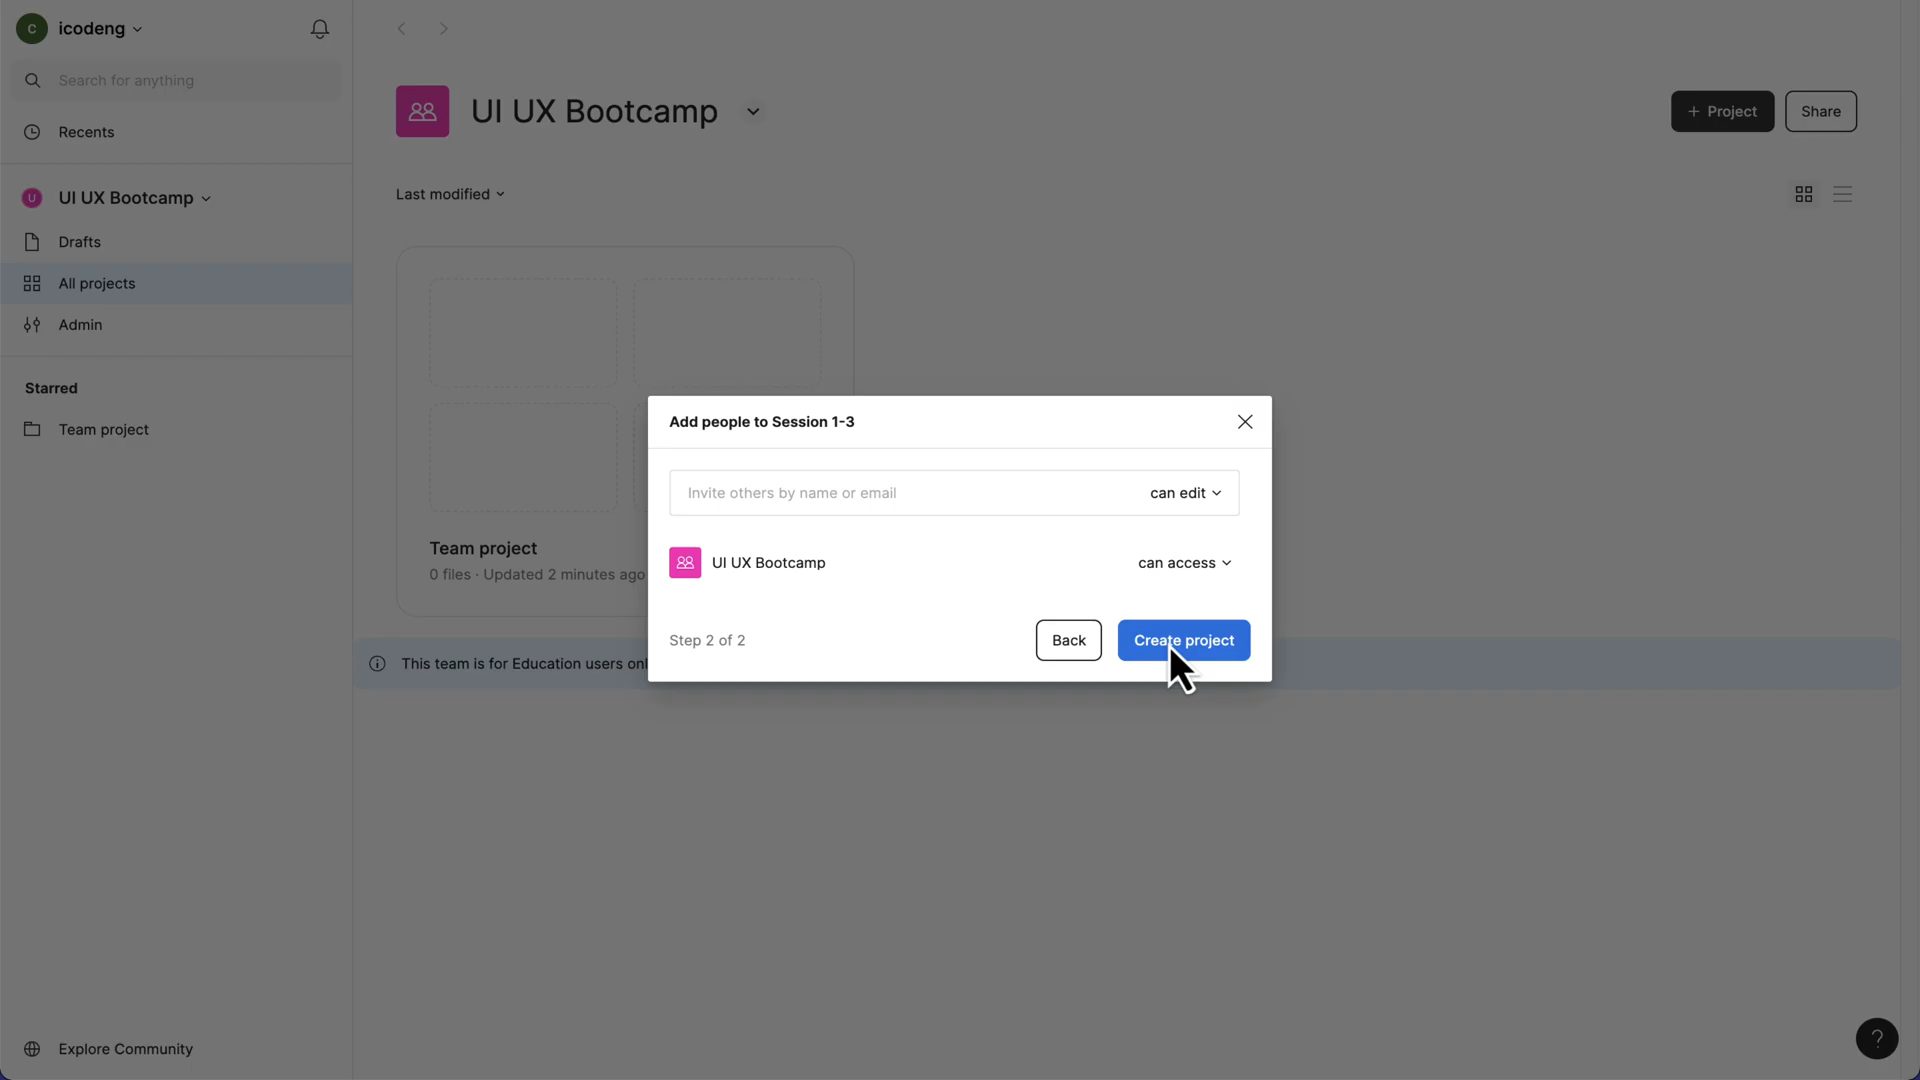 C
icodeng
Search for anything
Recents
U
UI UX Bootcamp
Drafts
All projects
Admin
Starred
Team project
Explore Community
UI UX Bootcamp
+ Project
Share
Last modified
Team project
0 files · Updated 2 minutes ago
This team is for Education users onl
Add people to Session 1-3
Invite others by name or email
can edit
UI UX Bootcamp
can access
Step 2 of 2
Back
Create project
?